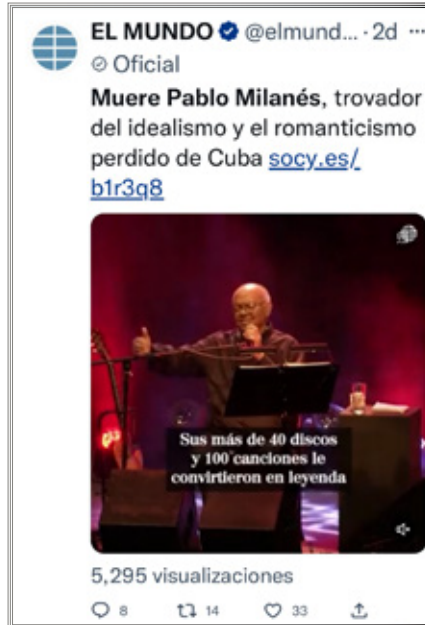 EL MUNDO @elmund... · 2d ···
Oficial
Muere Pablo Milanés, trovador
del idealismo y el romanticismo
perdido de Cuba socy.es/
b1r3q8
Sus más de 40 discos
y 100 canciones le
convirtieron en leyenda
5,295 visualizaciones
8 14 33